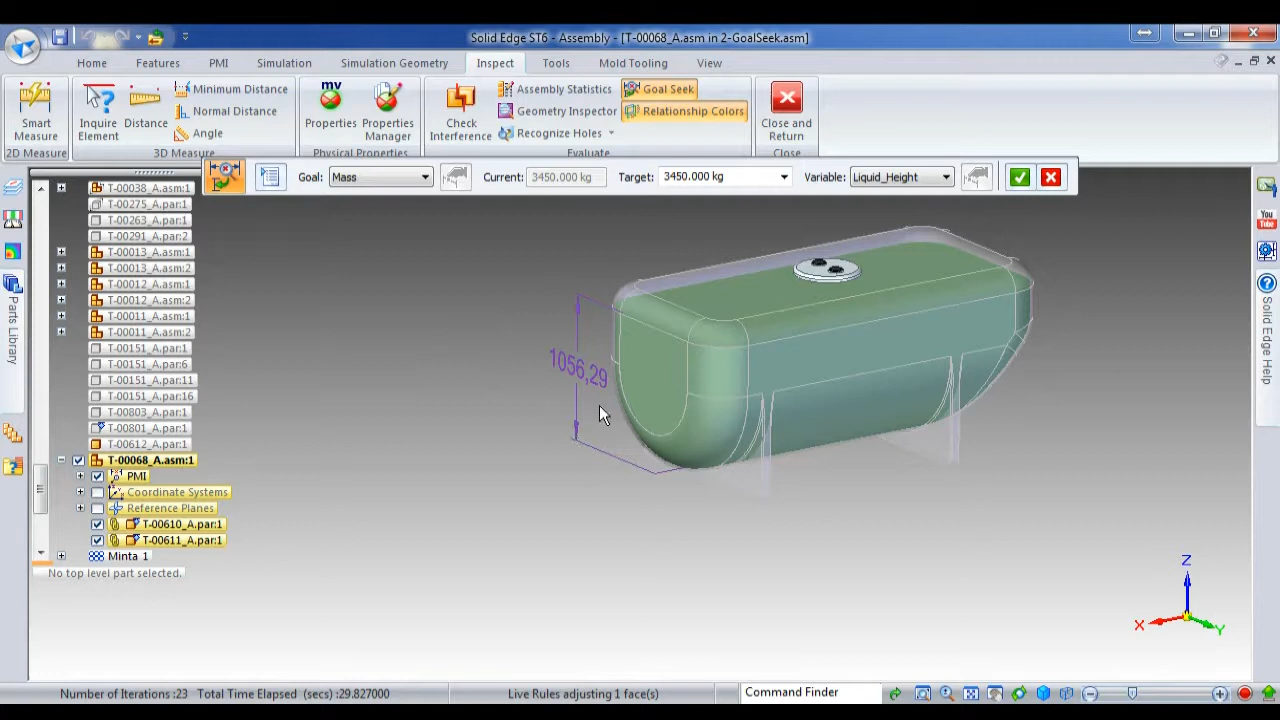 Solid Edge ST6 - Assembly - [T-00068_A.asm in 2-GoalSeek.asm]
Home Features PMI Simulation Simulation Geometry Inspect Tools Mold Tooling View
Smart Measure
2D Measure
Inquire Element
Distance
Minimum Distance
Normal Distance
Angle
3D Measure
mv
Properties
Properties Manager
Physical Properties
Check Interference
Assembly Statistics
Geometry Inspector
Recognize Holes
Goal Seek
Relationship Colors
Evaluate
Close and Return
Close
Goal: Mass Current: 3450.000 kg Target: 3450.000 kg Variable: Liquid_Height
T-00038_A.asm:1
T-00275_A.par:1
T-00263_A.par:1
T-00291_A.par:2
T-00013_A.asm:1
T-00013_A.asm:2
T-00012_A.asm:1
T-00012_A.asm:2
T-00011_A.asm:1
T-00011_A.asm:2
T-00151_A.par:1
T-00151_A.par:6
T-00151_A.par:11
T-00151_A.par:16
T-00803_A.par:1
T-00801_A.par:1
T-00612_A.par:1
T-00068_A.asm:1
PMI
Coordinate Systems
Reference Planes
T-00610_A.par:1
T-00611_A.par:1
Minta 1
No top level part selected.
Parts Library
1056,29
Z
X
Y
You
Tube
Solid Edge Help
Number of Iterations :23 Total Time Elapsed (secs) :29.827000 Live Rules adjusting 1 face(s) Command Finder